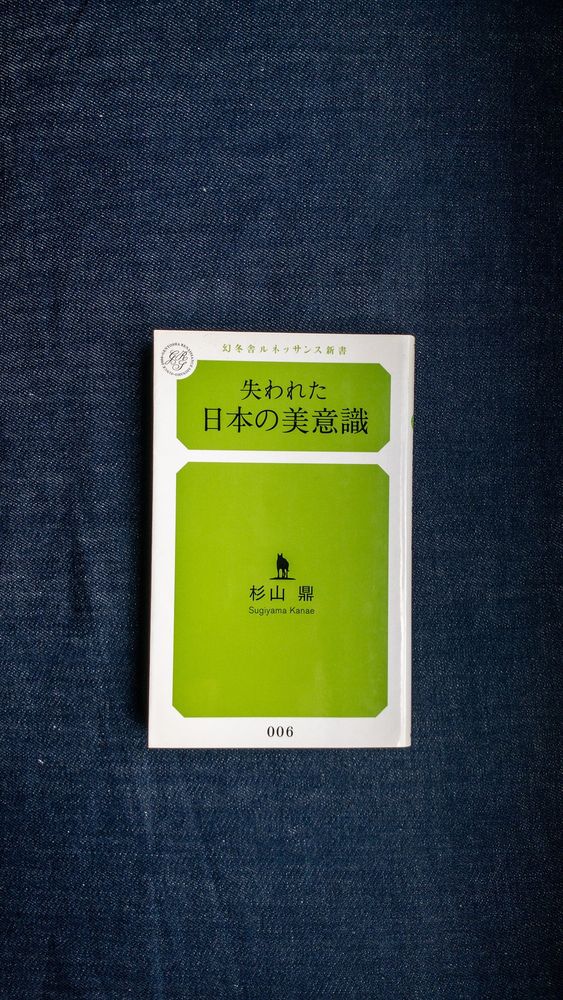 幻冬舎ルネッサンス新書
失われた
日本の美意識
杉山 鼎
Sugiyama Kanae
006